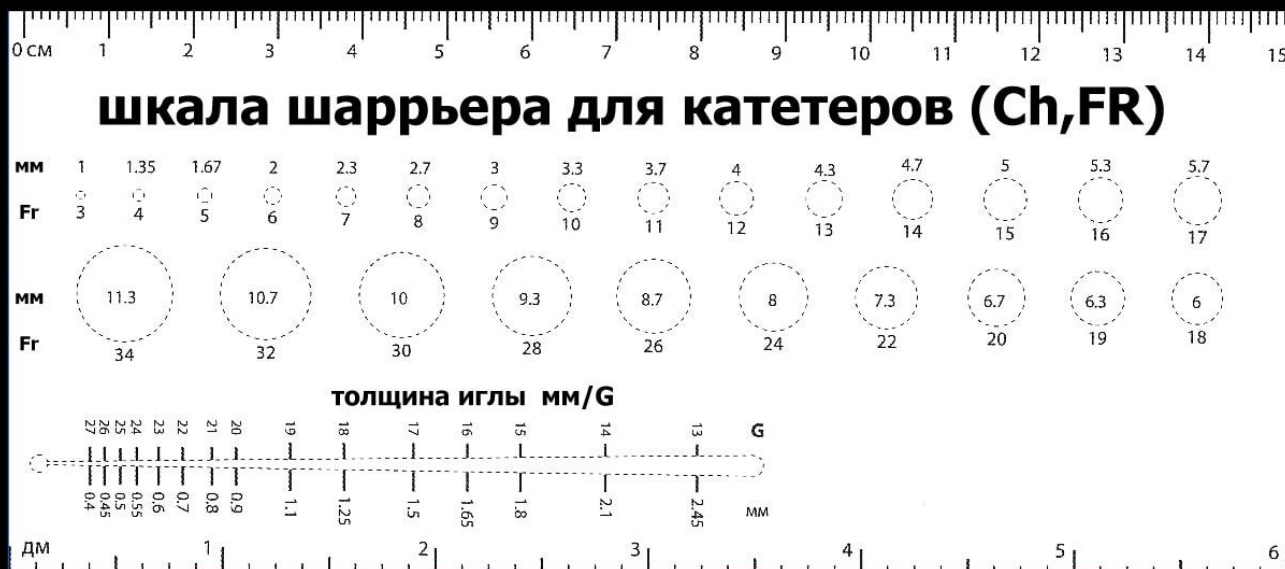 0 см 1 2 3 4 5 6 7 8 9 10 11 12 13 14 15
шкала шаррьера для катетеров (Ch,FR)
мм 1 1.35 1.67 2 2.3 2.7 3 3.3 3.7 4 4.3 4.7 5 5.3 5.7
Fr 3 4 5 6 7 8 9 10 11 12 13 14 15 16 17
мм 11.3 10.7 10 9.3 8.7 8 7.3 6.7 6.3 6
Fr 34 32 30 28 26 24 22 20 19 18
толщина иглы мм/G
27 26 25 24 23 22 21 20 19 18 17 16 15 14 13 G
0.4 0.45 0.5 0.55 0.6 0.7 0.8 0.9 1.1 1.25 1.5 1.65 1.8 2.1 2.45 мм
дм 1 2 3 4 5 6